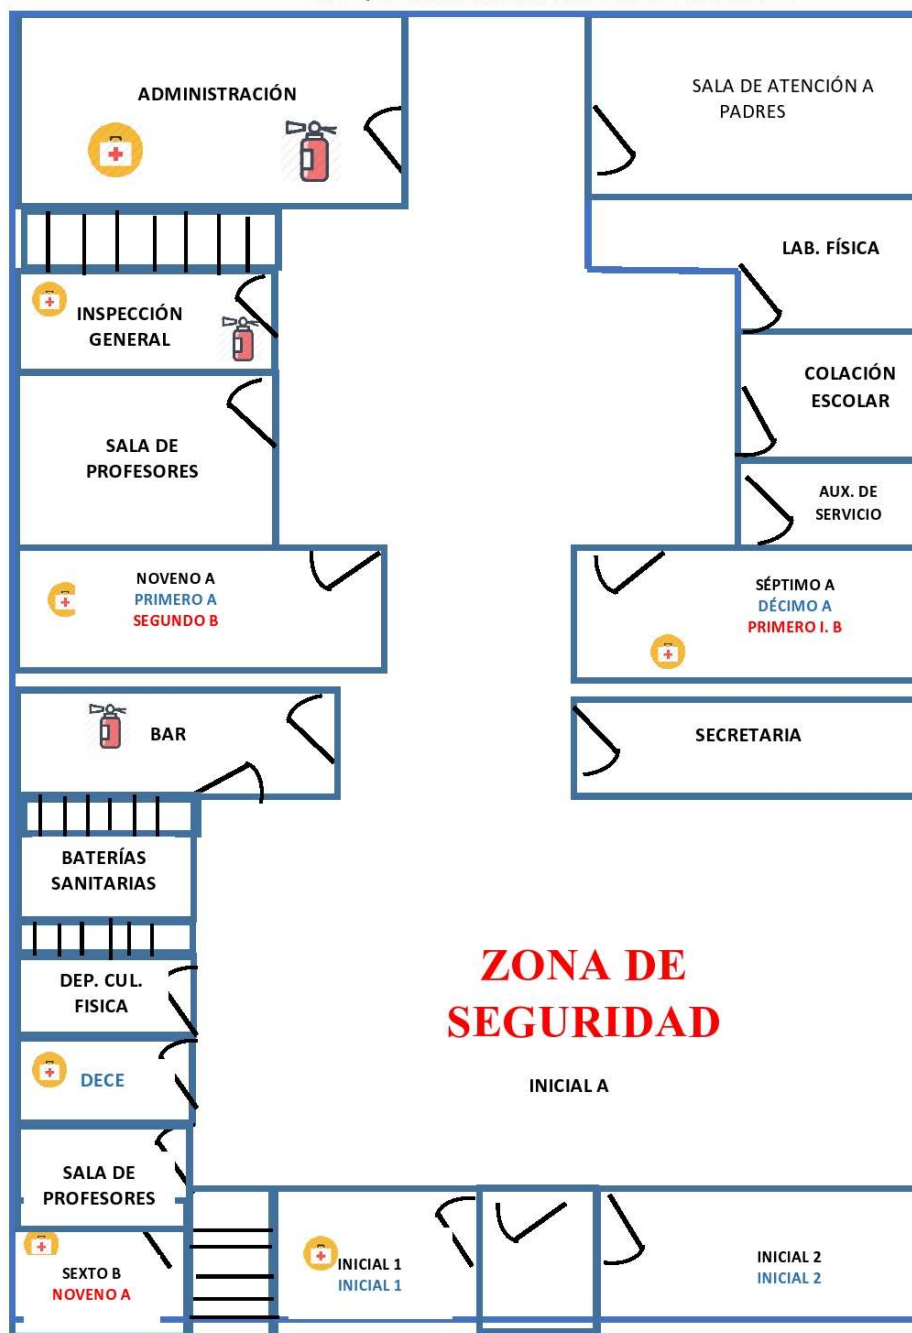 ADMINISTRACIÓN
SALA DE ATENCIÓN A
PADRES
LAB. FÍSICA
INSPECCIÓN
GENERAL
COLACIÓN
ESCOLAR
SALA DE
PROFESORES
AUX. DE
SERVICIO
NOVENO A
PRIMERO A
SEGUNDO B
SÉPTIMO A
DÉCIMO A
PRIMERO I. B
BAR
SECRETARIA
BATERÍAS
SANITARIAS
ZONA DE
SEGURIDAD
DEP. CUL.
FISICA
DECE
INICIAL A
SALA DE
PROFESORES
SEXTO B
NOVENO A
INICIAL 1
INICIAL 1
INICIAL 2
INICIAL 2